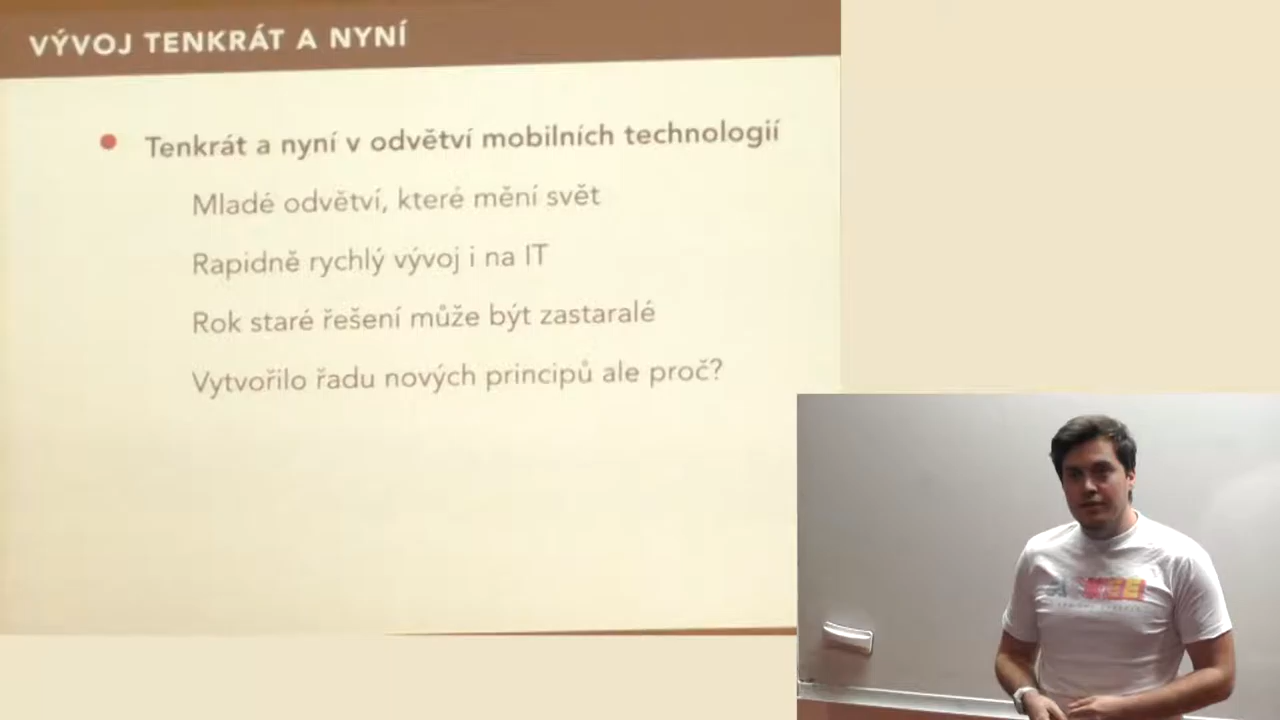 VÝVOJ TENKRÁT A NYNÍ
Tenkrát a nyní v odvětví mobilních technologií
Mladé odvětví, které mění svět
Rapidně rychlý vývoj i na IT
Rok staré řešení může být zastaralé
Vytvořilo řadu nových principů ale proč?